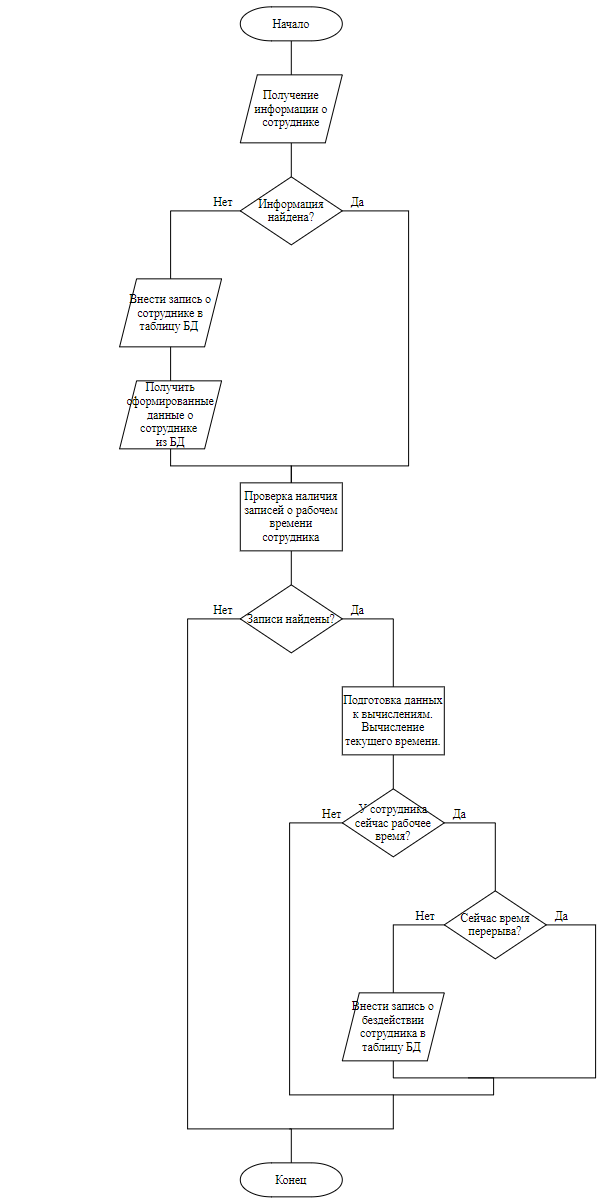 Начало
Получение
информации о
сотруднике
Нет
Да
Информация
найдена?
Внести запись о
сотруднике в
таблицу БД
Получить
сформированные
данные о
сотруднике
из БД
Проверка наличия
записей о рабочем
времени
сотрудника
Нет
Да
Записи найдены?
Подготовка данных
к вычислениям.
Вычисление
текущего времени.
Нет
Да
У сотрудника
сейчас рабочее
время?
Нет
Да
Сейчас время
перерыва?
Внести запись о
бездействии
сотрудника в
таблицу БД
Конец